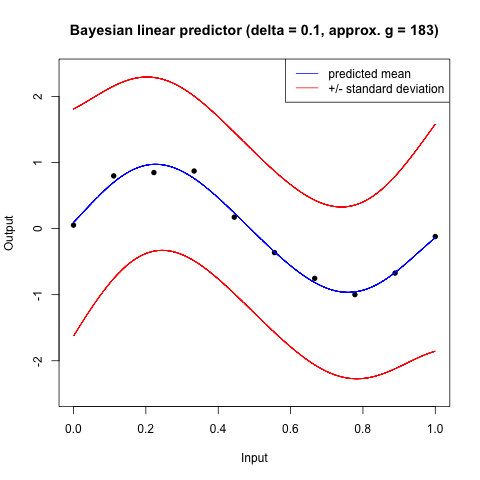 Bayesian linear predictor (delta = 0.1, approx. g = 183)
predicted mean
+/- standard deviation
2
1
0
-1
-2
Output
0.0 0.2 0.4 0.6 0.8 1.0
Input